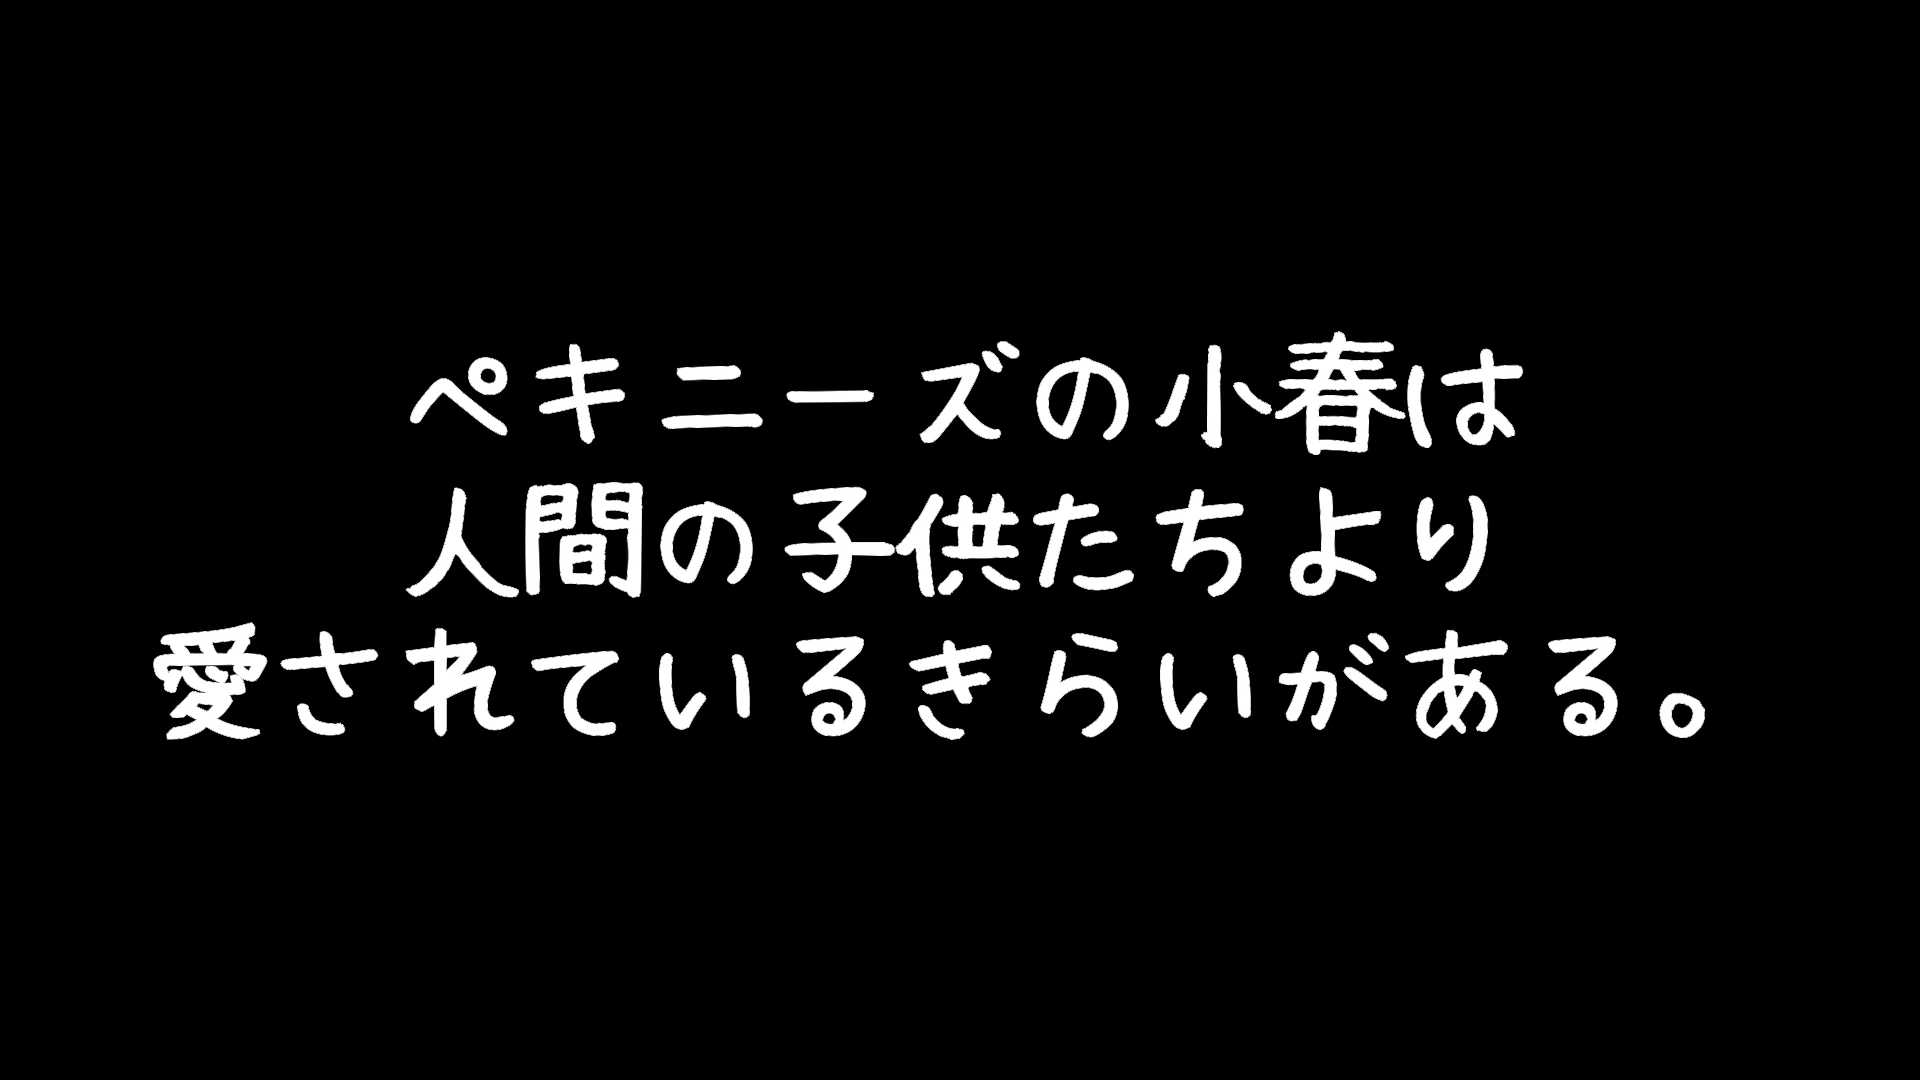 ペキニーズの小春は
人間の子供たちより
愛されているきらいがある。